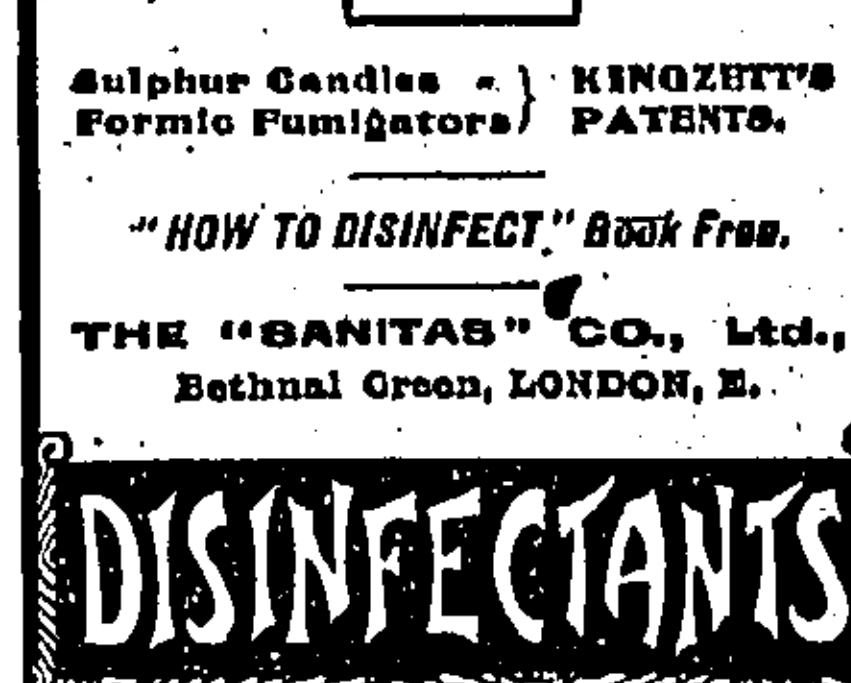 Sulphur Candles - } KINGZETT'S
Formic Fumigators } PATENTS.
"HOW TO DISINFECT," Book Free.
THE "SANITAS" CO., Ltd.,
Bethnal Green, LONDON, E.
DISINFECTANTS